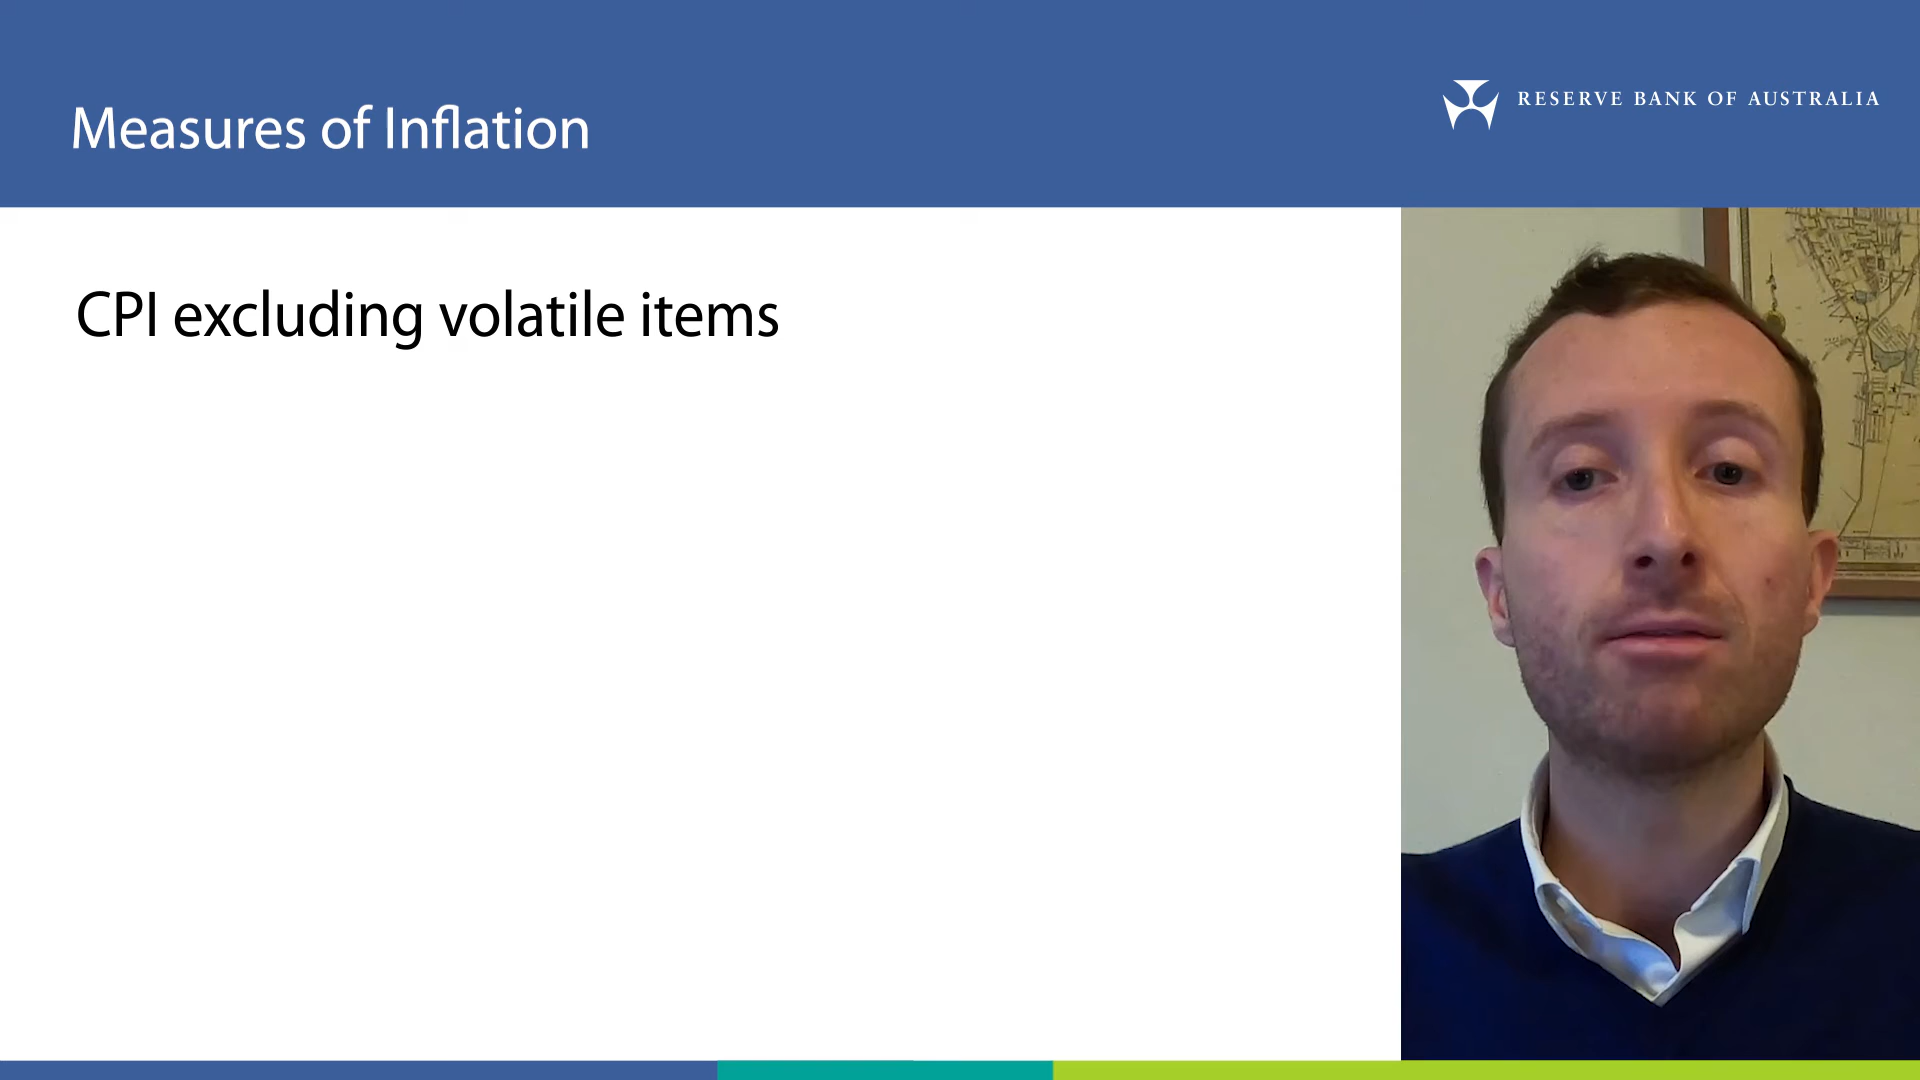 Measures of Inflation
RESERVE BANK OF AUSTRALIA
CPI excluding volatile items